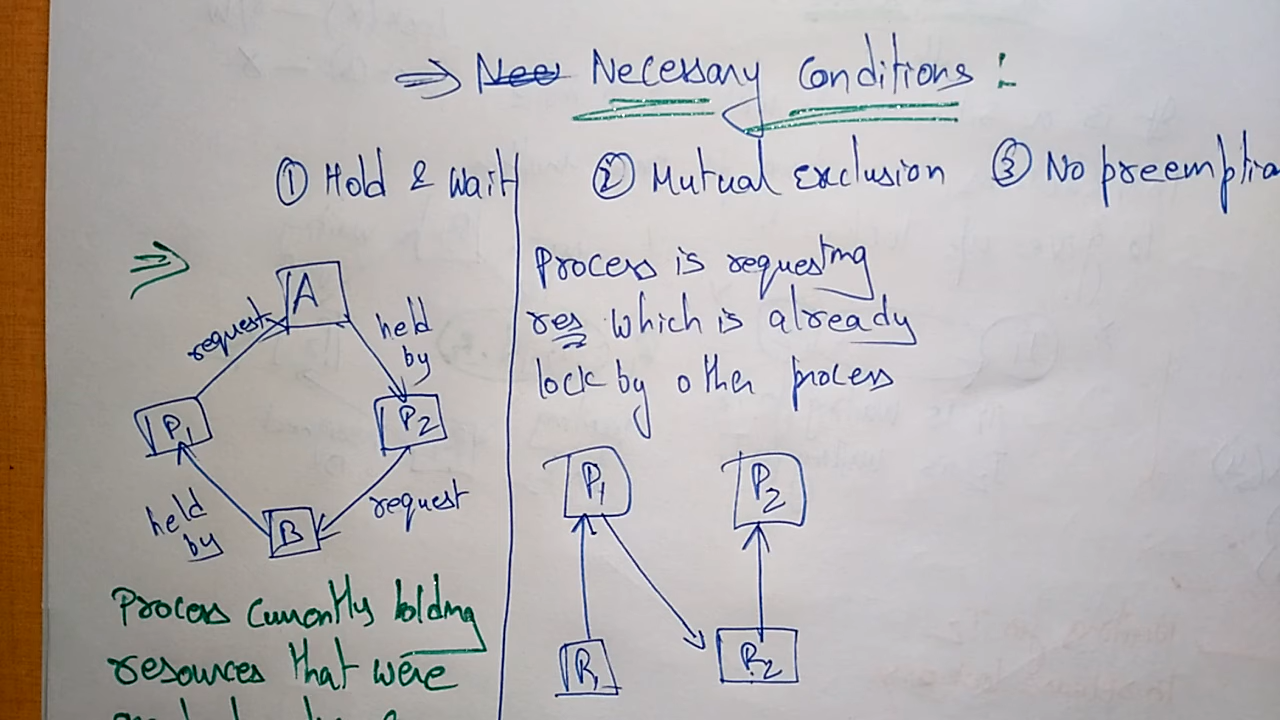 ⇒ Necessary Conditions :
① Hold & Wait ② Mutual exclusion ③ No preemptio
⇒
A
request
held
by
P1
P2
held
by
B
request
Process Currently holding
resources that were
Process is requesting
res which is already
lock by other process
P1 P2
R1 R2